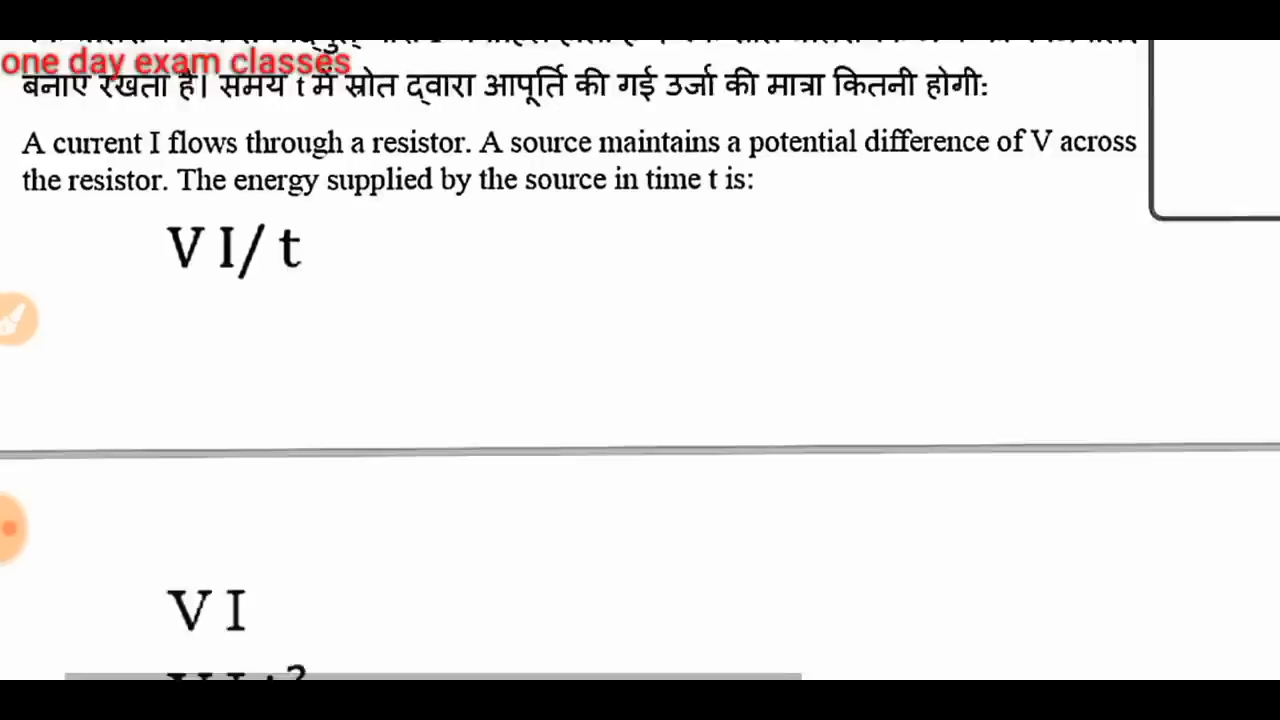 one day exam classes
बनाए रखता है। समय t में स्रोत द्वारा आपूर्ति की गई उर्जा की मात्रा कितनी होगी:
A current I flows through a resistor. A source maintains a potential difference of V across
the resistor. The energy supplied by the source in time t is:
V I/ t
V I